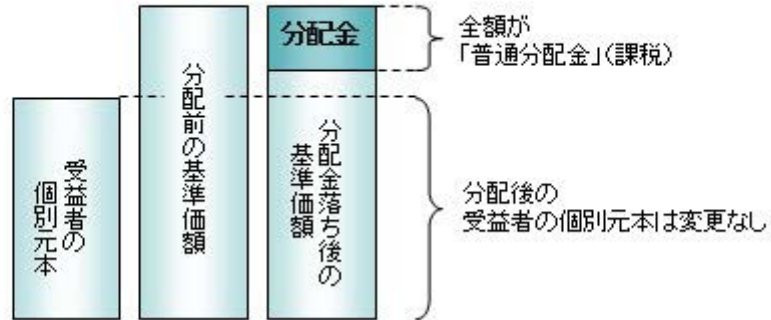 受益者の
個別元本
分配前の基準価額
分配金
分配金落ち後の
基準価額
全額が
「普通分配金」(課税)
分配後の
受益者の個別元本は変更なし